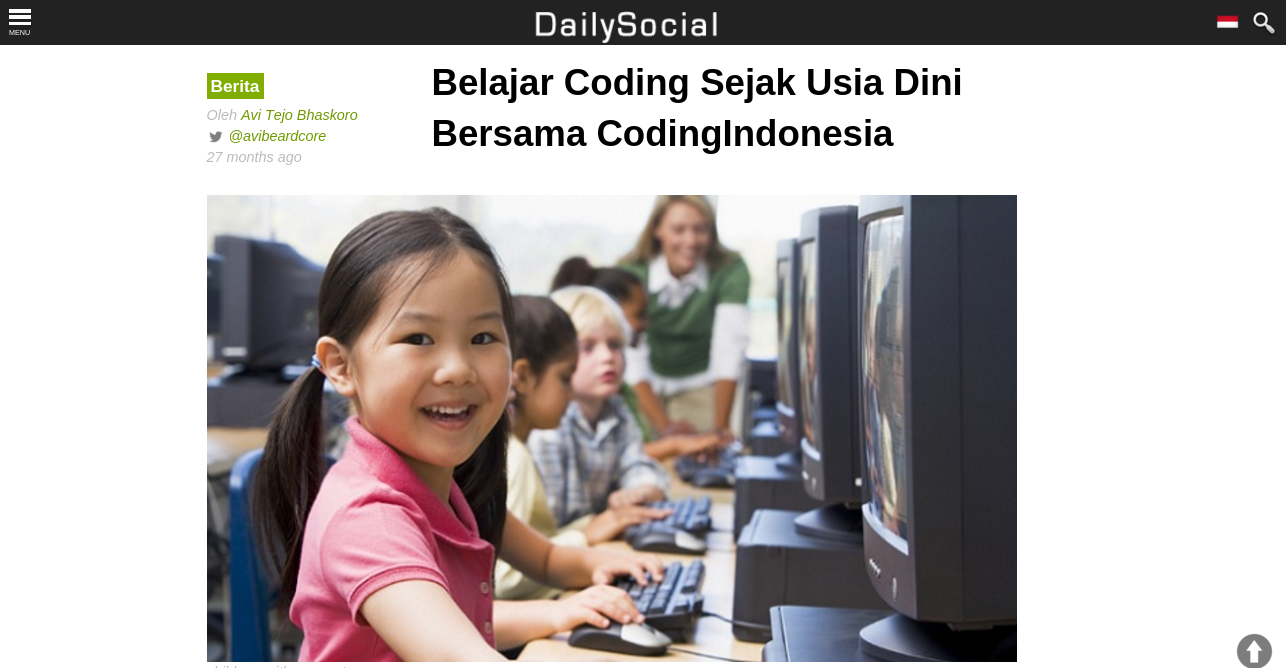 MENU
DailySocial
Berita
Oleh Avi Tejo Bhaskoro
@avibeardcore
27 months ago
Belajar Coding Sejak Usia Dini
Bersama CodingIndonesia